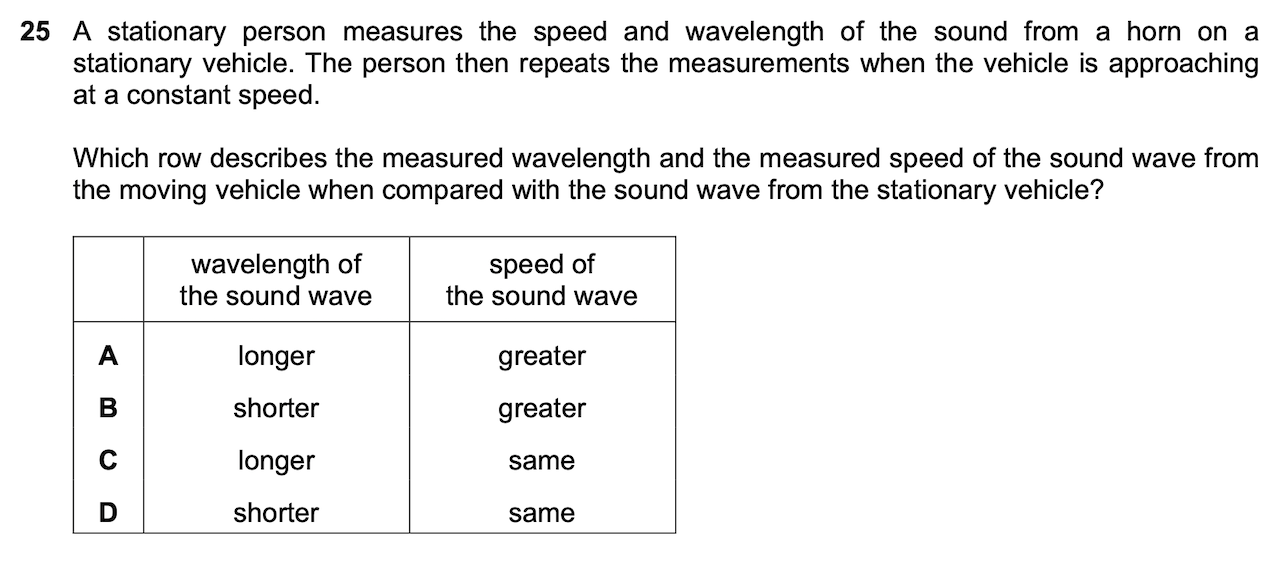 25 A stationary person measures the speed and wavelength of the sound from a horn on a
stationary vehicle. The person then repeats the measurements when the vehicle is approaching
at a constant speed.
Which row describes the measured wavelength and the measured speed of the sound wave from
the moving vehicle when compared with the sound wave from the stationary vehicle?
wavelength of the sound wave speed of the sound wave
A longer greater
B shorter greater
C longer same
D shorter same